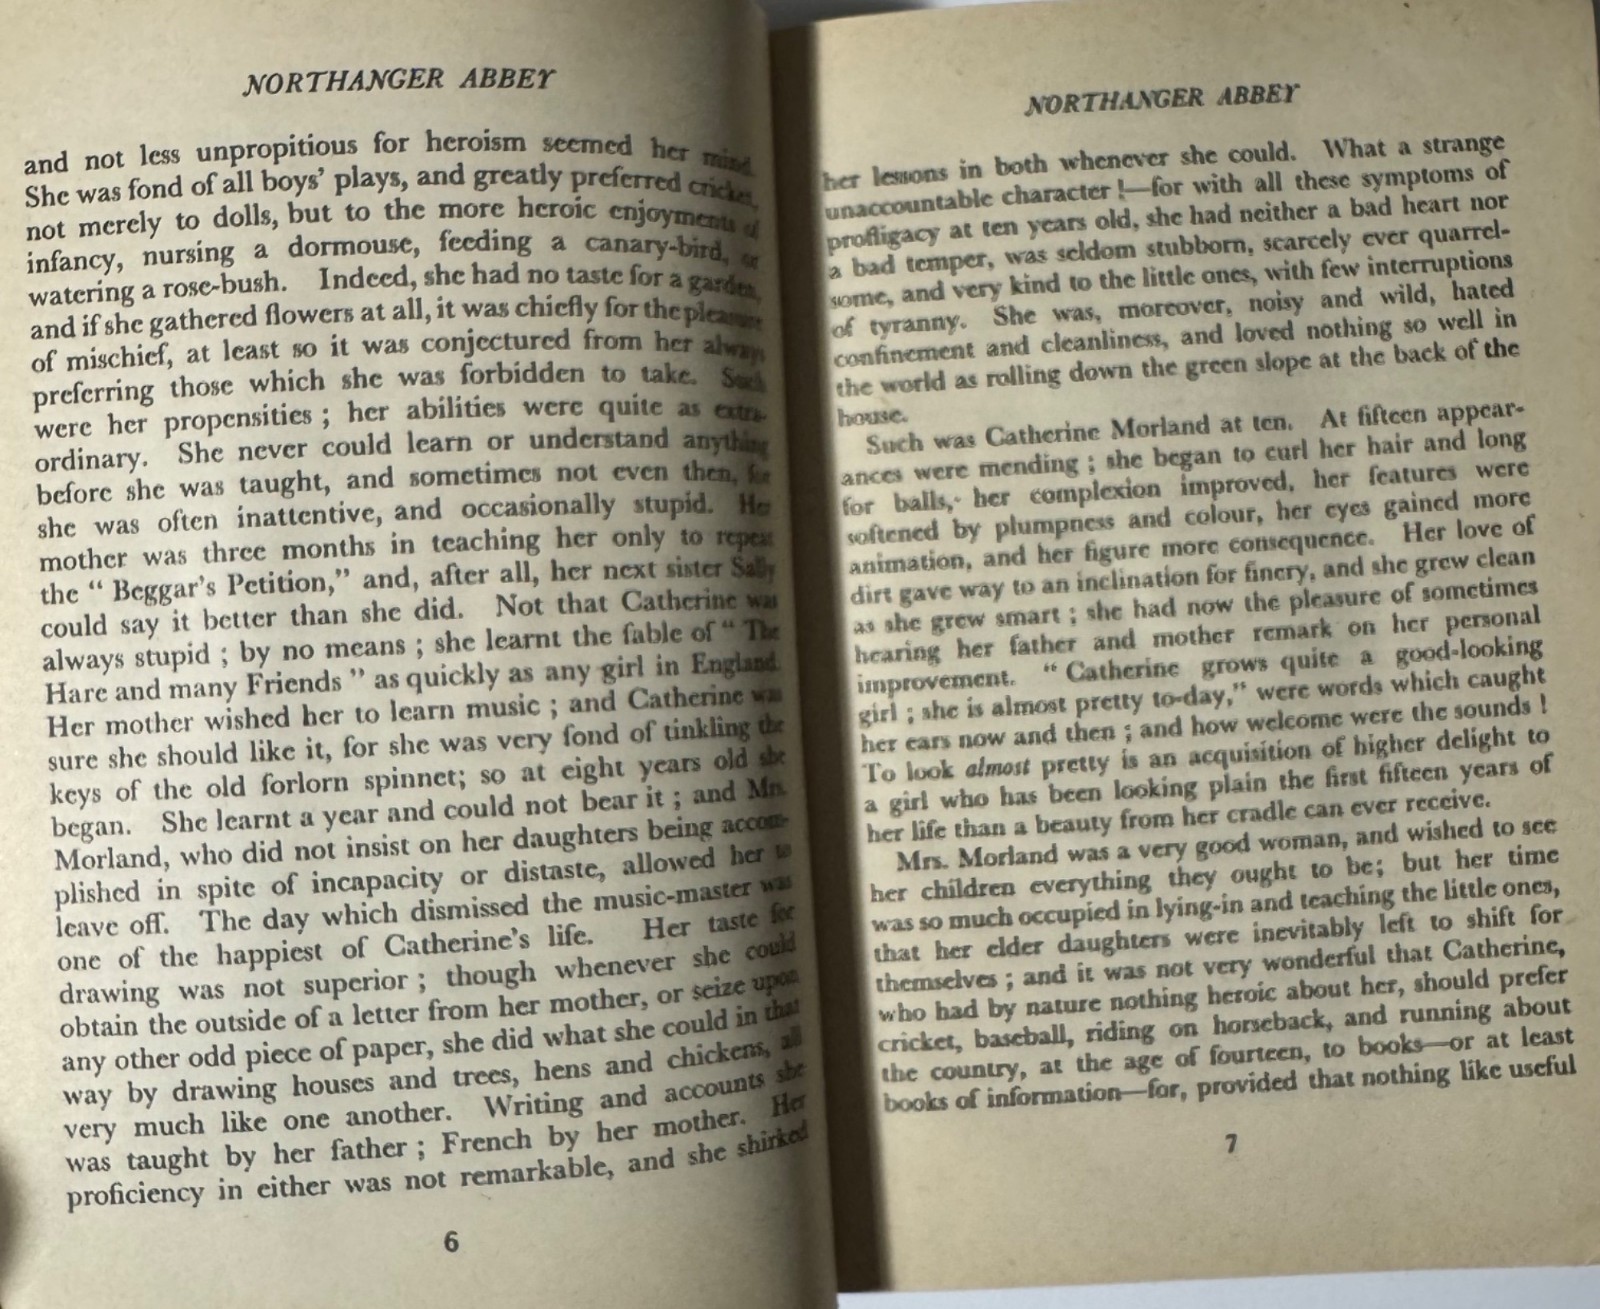 NORTHANGER ABBEY
and not less unpropitious for heroism seemed her mind.
She was fond of all boys' plays, and greatly preferred cricket,
not merely to dolls, but to the more heroic enjoyments of
infancy, nursing a dormouse, feeding a canary-bird, or
watering a rose-bush. Indeed, she had no taste for a garden,
and if she gathered flowers at all, it was chiefly for the pleasure
of mischief, at least so it was conjectured from her always
preferring those which she was forbidden to take. Such
were her propensities ; her abilities were quite as extra-
ordinary. She never could learn or understand anything
before she was taught, and sometimes not even then, for
she was often inattentive, and occasionally stupid. Her
mother was three months in teaching her only to repeat
the " Beggar's Petition," and, after all, her next sister Sally
could say it better than she did. Not that Catherine was
always stupid ; by no means ; she learnt the fable of " The
Hare and many Friends " as quickly as any girl in England.
Her mother wished her to learn music ; and Catherine was
sure she should like it, for she was very fond of tinkling the
keys of the old forlorn spinnet; so at eight years old she
began. She learnt a year and could not bear it ; and Mrs.
Morland, who did not insist on her daughters being accom-
plished in spite of incapacity or distaste, allowed her to
leave off. The day which dismissed the music-master was
one of the happiest of Catherine's life. Her taste for
drawing was not superior ; though whenever she could
obtain the outside of a letter from her mother, or seize upon
any other odd piece of paper, she did what she could in that
way by drawing houses and trees, hens and chickens, all
very much like one another. Writing and accounts she
was taught by her father ; French by her mother. Her
proficiency in either was not remarkable, and she shirked
6
NORTHANGER ABBEY
her lessons in both whenever she could. What a strange
unaccountable character !—for with all these symptoms of
profligacy at ten years old, she had neither a bad heart nor
a bad temper, was seldom stubborn, scarcely ever quarrel-
some, and very kind to the little ones, with few interruptions
of tyranny. She was, moreover, noisy and wild, hated
confinement and cleanliness, and loved nothing so well in
the world as rolling down the green slope at the back of the
house.
Such was Catherine Morland at ten. At fifteen appear-
ances were mending ; she began to curl her hair and long
for balls, her complexion improved, her features were
softened by plumpness and colour, her eyes gained more
animation, and her figure more consequence. Her love of
dirt gave way to an inclination for finery, and she grew clean
as she grew smart ; she had now the pleasure of sometimes
hearing her father and mother remark on her personal
improvement. " Catherine grows quite a good-looking
girl ; she is almost pretty to-day," were words which caught
her ears now and then ; and how welcome were the sounds !
To look almost pretty is an acquisition of higher delight to
a girl who has been looking plain the first fifteen years of
her life than a beauty from her cradle can ever receive.
Mrs. Morland was a very good woman, and wished to see
her children everything they ought to be; but her time
was so much occupied in lying-in and teaching the little ones,
that her elder daughters were inevitably left to shift for
themselves ; and it was not very wonderful that Catherine,
who had by nature nothing heroic about her, should prefer
cricket, baseball, riding on horseback, and running about
the country, at the age of fourteen, to books—or at least
books of information—for, provided that nothing like useful
7